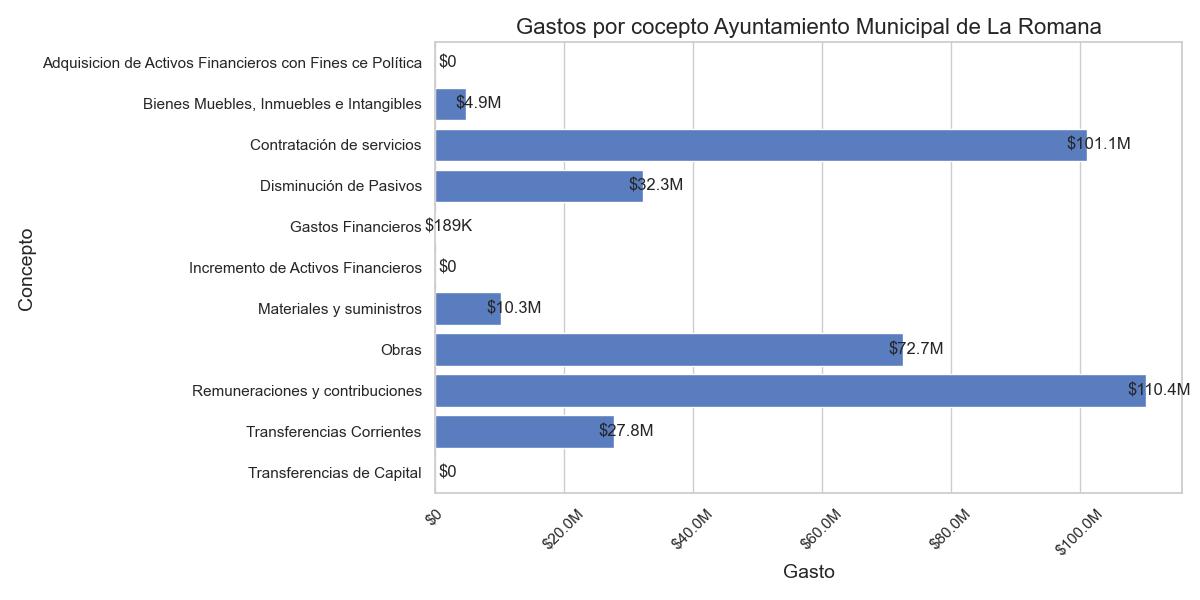 Gastos por cocepto Ayuntamiento Municipal de La Romana
Adquisicion de Activos Financieros con Fines ce Política $0
Bienes Muebles, Inmuebles e Intangibles $4.9M
Contratación de servicios $101.1M
Disminución de Pasivos $32.3M
Gastos Financieros $189K
Incremento de Activos Financieros $0
Materiales y suministros $10.3M
Obras $72.7M
Remuneraciones y contribuciones $110.4M
Transferencias Corrientes $27.8M
Transferencias de Capital $0
Concepto
$0 $20.0M $40.0M $60.0M $80.0M $100.0M
Gasto